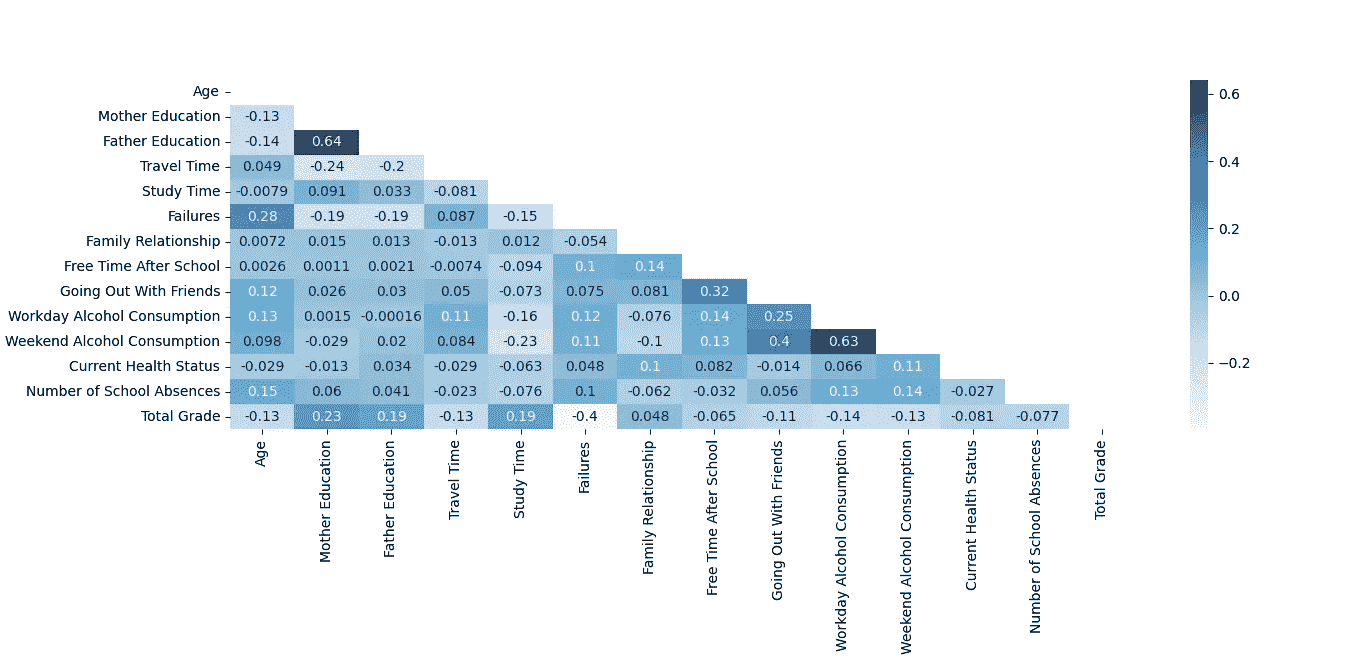 Age
Mother Education -0.13
Father Education -0.14 0.64
Travel Time 0.049 -0.24 -0.2
Study Time -0.0079 0.091 0.033 -0.081
Failures 0.28 -0.19 -0.19 0.087 -0.15
Family Relationship 0.0072 0.015 0.013 -0.013 0.012 -0.054
Free Time After School 0.0026 0.0011 0.0021 -0.0074 -0.094 0.1 0.14
Going Out With Friends 0.12 0.026 0.03 0.05 -0.073 0.075 0.081 0.32
Workday Alcohol Consumption 0.13 0.0015 -0.00016 0.11 -0.16 0.12 -0.076 0.14 0.25
Weekend Alcohol Consumption 0.098 -0.029 0.02 0.084 -0.23 0.11 -0.1 0.13 0.4 0.63
Current Health Status -0.029 -0.013 0.034 -0.029 -0.063 0.048 0.1 0.082 -0.014 0.066 0.11
Number of School Absences 0.15 0.06 0.041 -0.023 -0.076 0.1 -0.062 -0.032 0.056 0.13 0.14 -0.027
Total Grade -0.13 0.23 0.19 -0.13 0.19 -0.4 0.048 -0.065 -0.11 -0.14 -0.13 -0.081 -0.077
Age
Mother Education
Father Education
Travel Time
Study Time
Failures
Family Relationship
Free Time After School
Going Out With Friends
Workday Alcohol Consumption
Weekend Alcohol Consumption
Current Health Status
Number of School Absences
Total Grade
0.6
0.4
0.2
0.0
−0.2